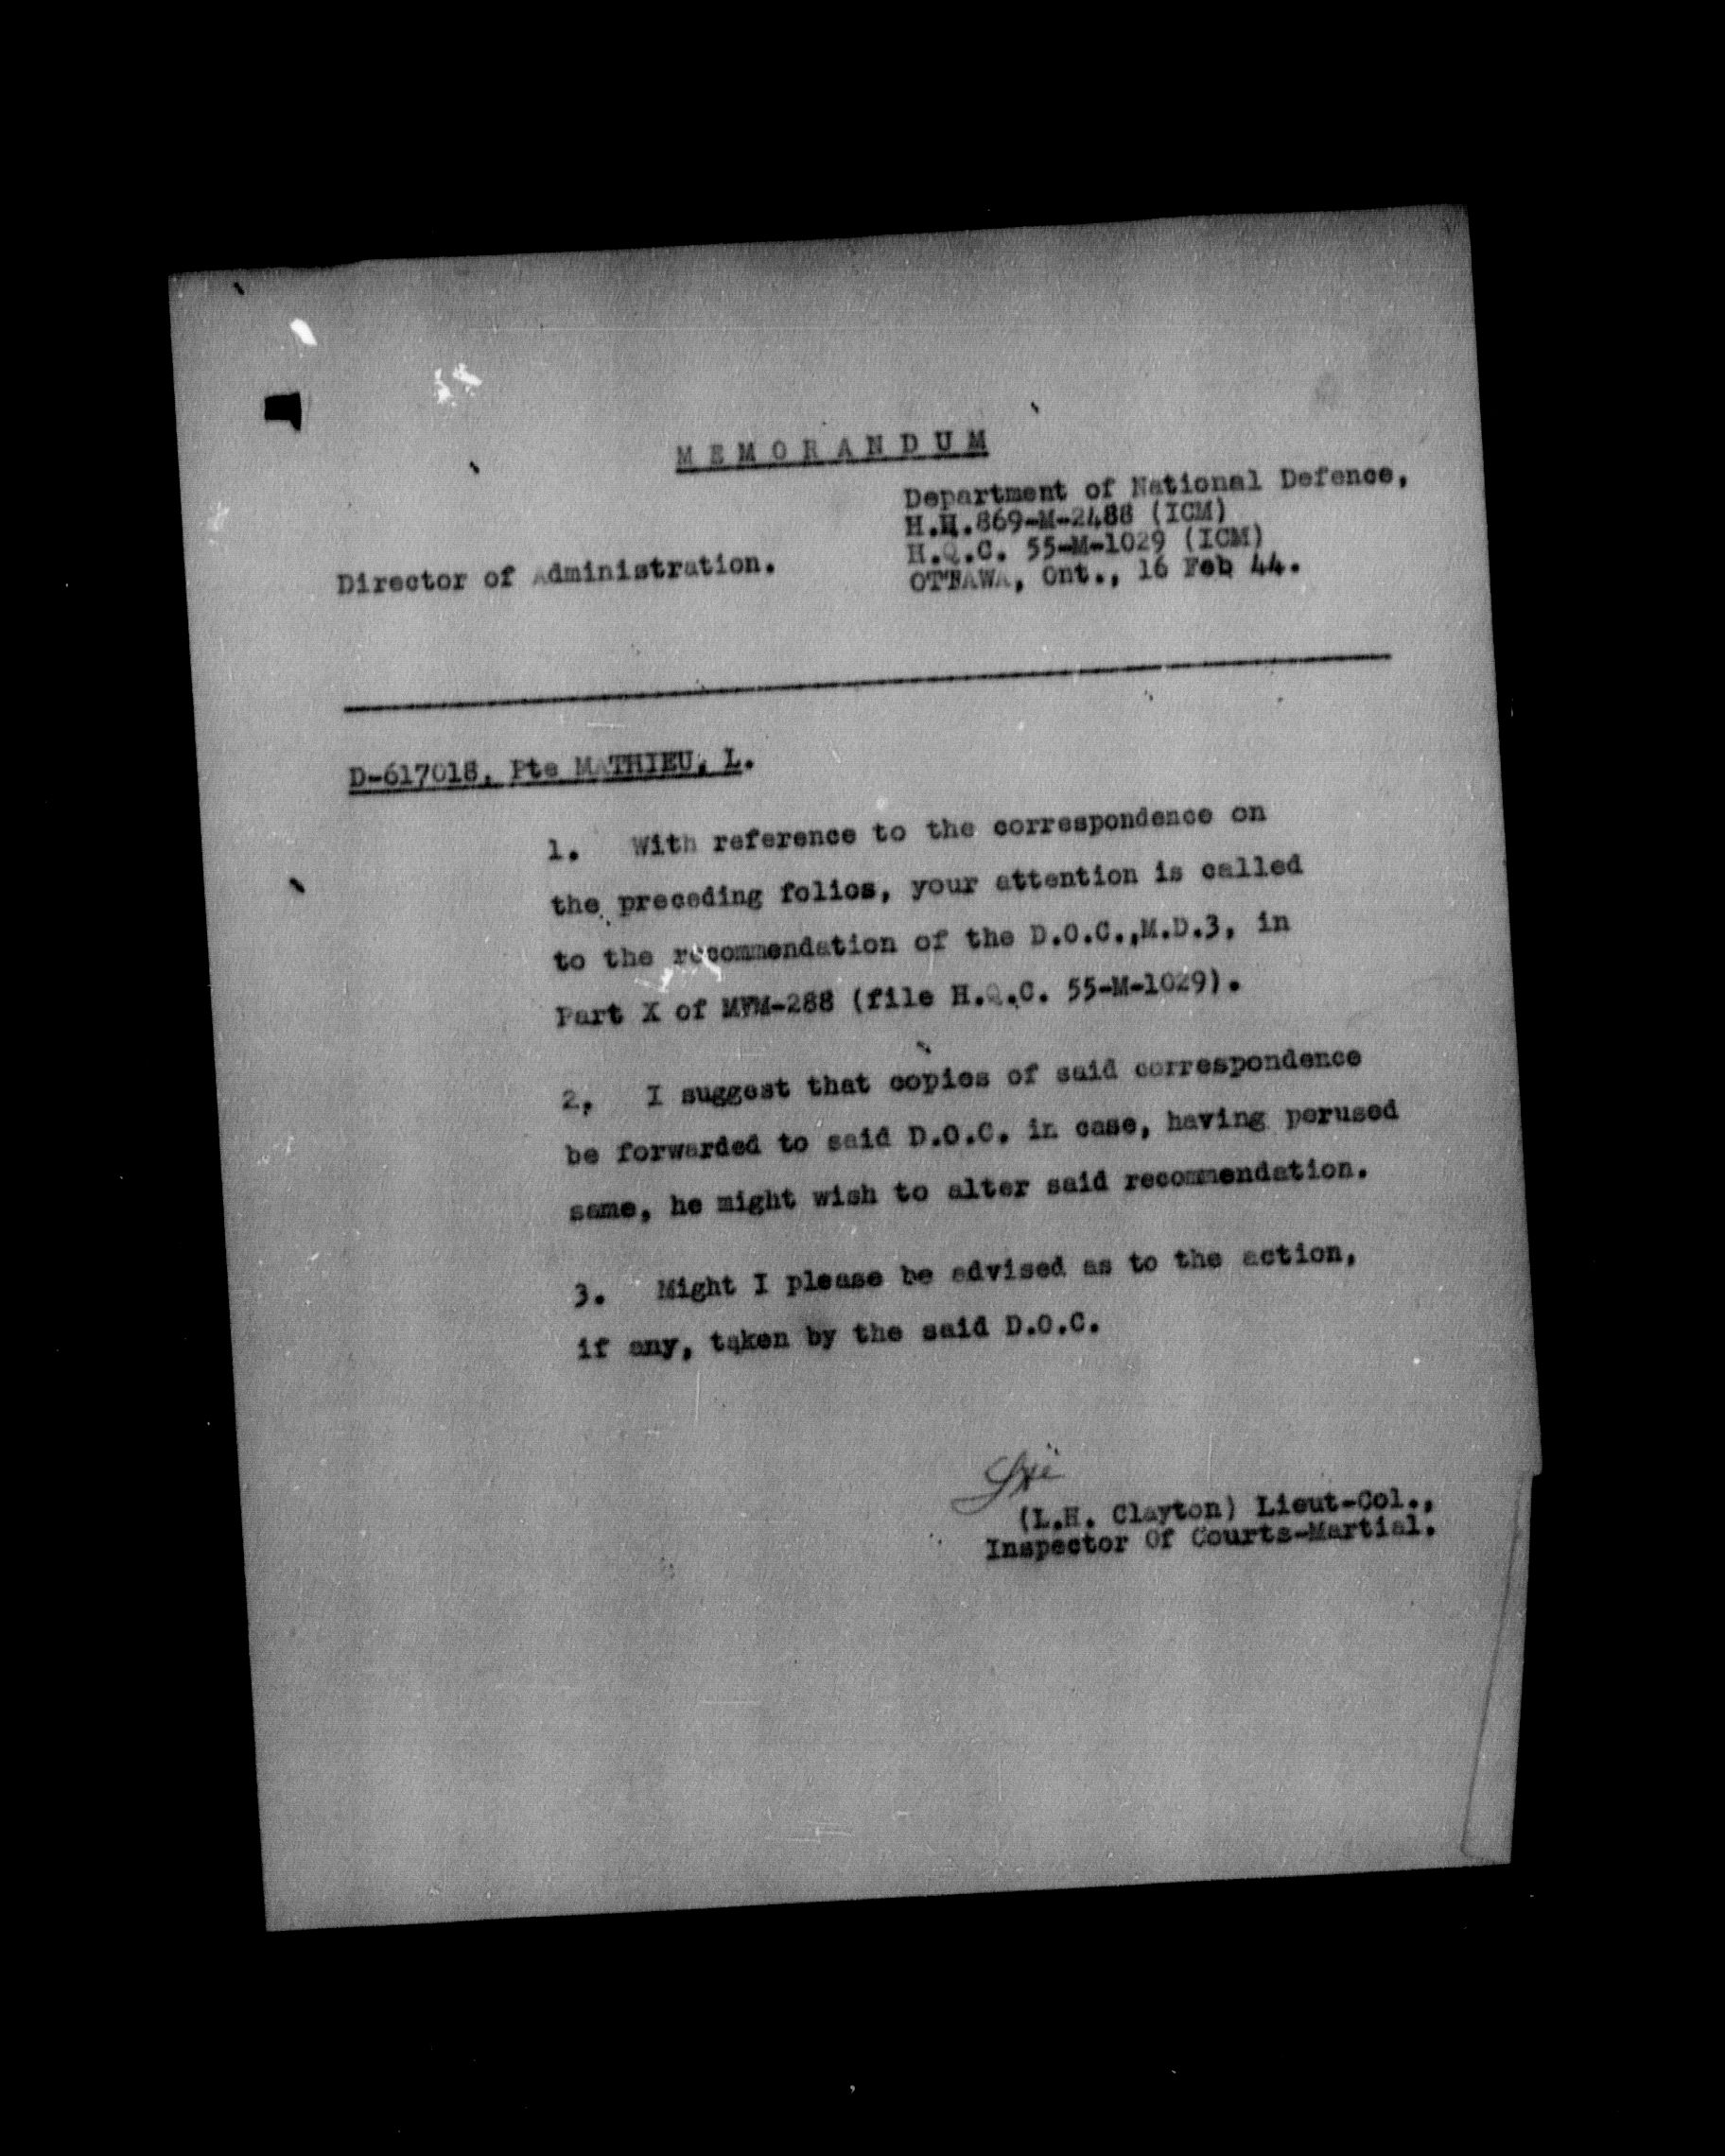 MEMORANDUM
Department of National Defence,
H.H.869-M-2488 (ICM)
H.Q.C. 55-M-1029 (ICM)
Director of Administration.
OTTAWA, Ont., 16 Feb 44.
D-617018, Pte MATHIEU, L.
1. With reference to the correspondence on
the preceding folios, your attention is called
to the recommendation of the D.O.C.,M.D.3, in
Part X of MFM-288 (file H.Q.C. 55-M-1029).
2. I suggest that copies of said correspondence
be forwarded to said D.O.C. in case, having perused
same, he might wish to alter said recommendation.
3. Might I please be advised as to the action,
if any, taken by the said D.O.C.
(L.H. Clayton) Lieut-Col.,
Inspector Of Courts-Martial.